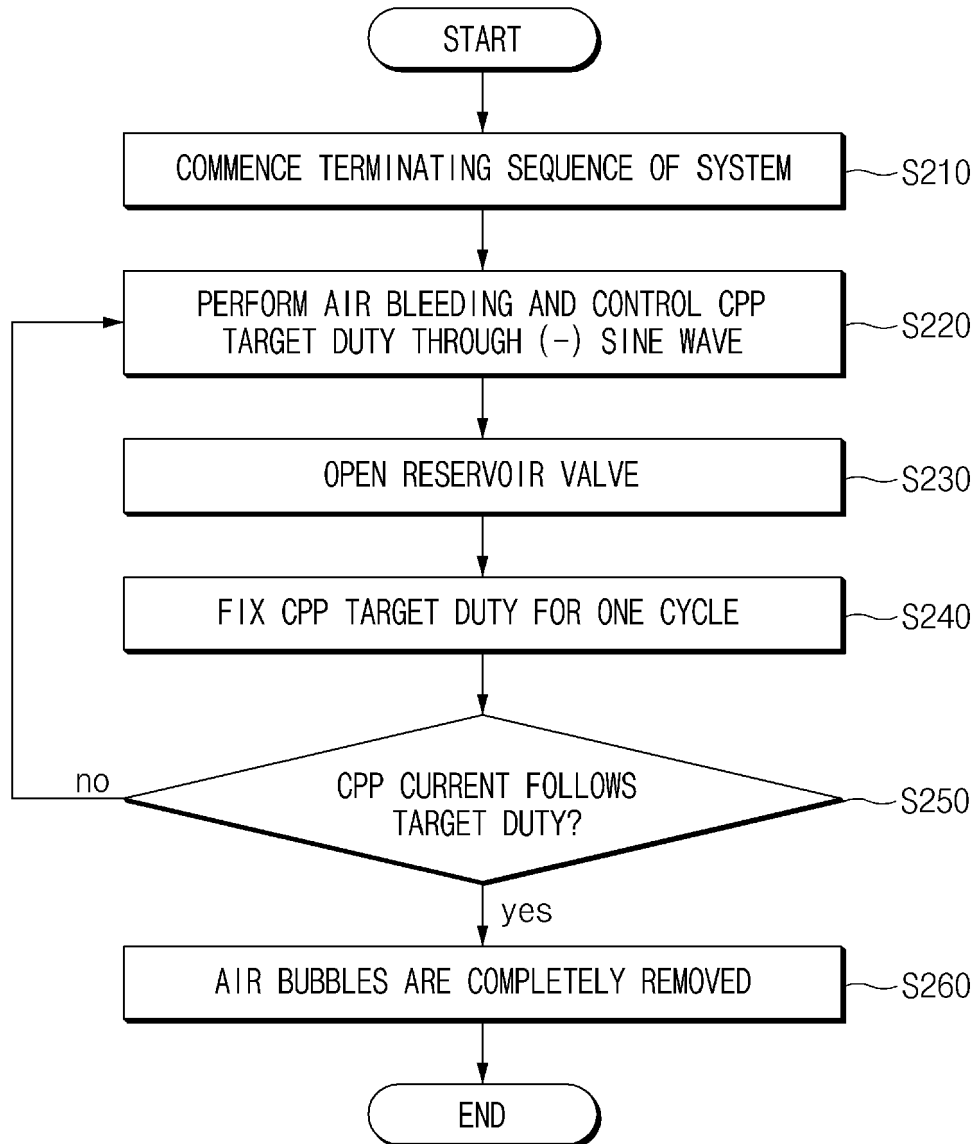 START
COMMENCE TERMINATING SEQUENCE OF SYSTEM
S210
PERFORM AIR BLEEDING AND CONTROL CPP
TARGET DUTY THROUGH (-) SINE WAVE
S220
OPEN RESERVOIR VALVE
S230
FIX CPP TARGET DUTY FOR ONE CYCLE
S240
no
CPP CURRENT FOLLOWS
TARGET DUTY?
S250
yes
AIR BUBBLES ARE COMPLETELY REMOVED
S260
END